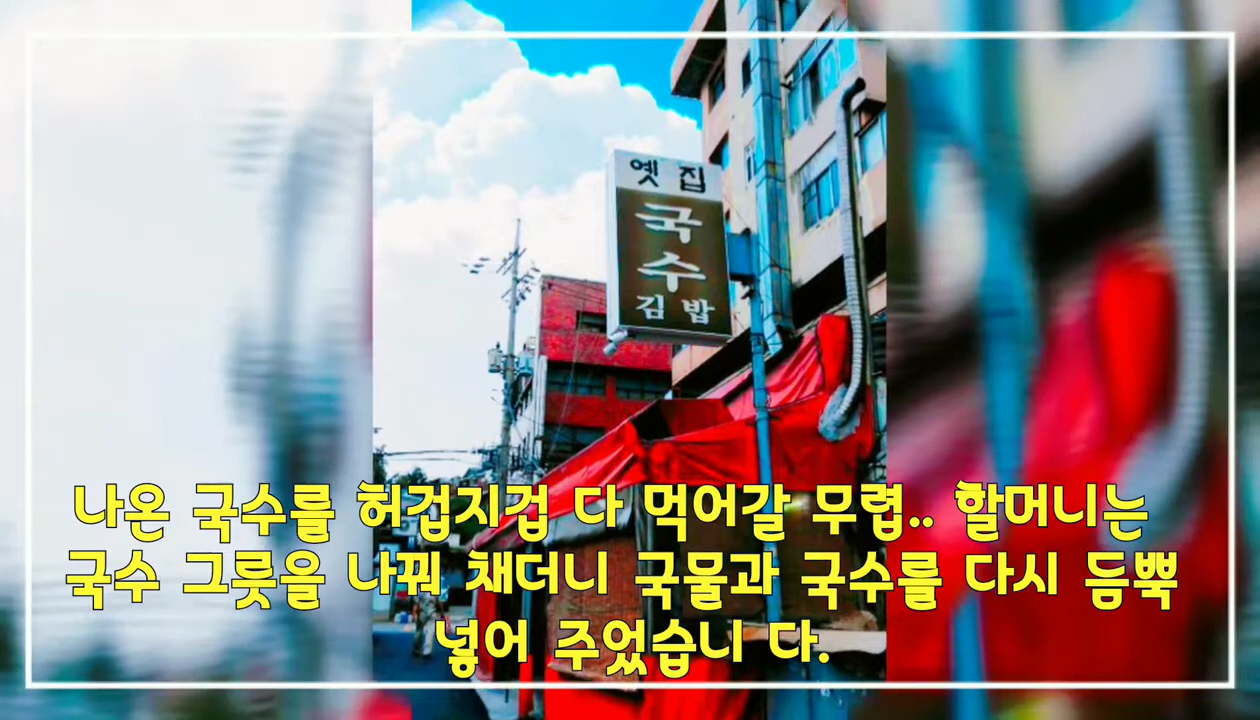 옛집
국수
김밥
나온 국수를 허겁지겁 다 먹어갈 무렵.. 할머니는
국수 그릇을 나꿔 채더니 국물과 국수를 다시 듬뿍
넣어 주었습니 다.